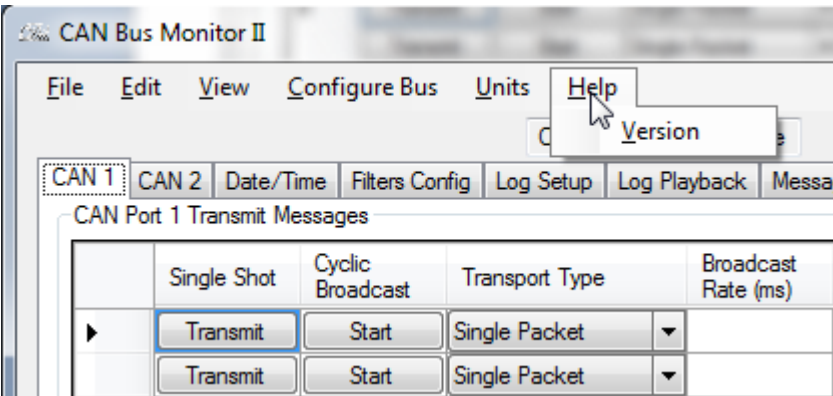 CAN Bus Monitor II
File Edit View Configure Bus Units Help
Version
CAN 1 CAN 2 Date/Time Filters Config Log Setup Log Playback Messa
CAN Port 1 Transmit Messages
Single Shot Cyclic Broadcast Transport Type Broadcast Rate (ms)
Transmit Start Single Packet
Transmit Start Single Packet